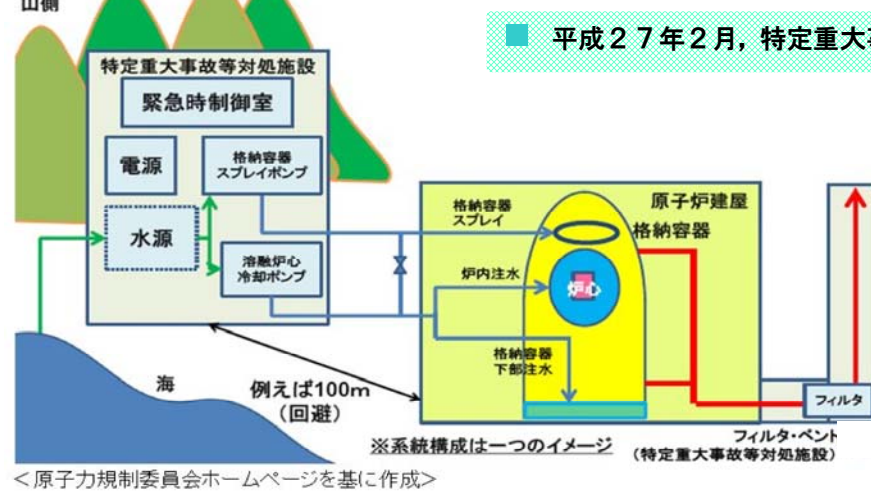 山側
平成27年2月，特定重大
特定重大事故等対処施設
緊急時制御室
電源
格納容器
スプレイポンプ
水源
溶融炉心
冷却ポンプ
格納容器
スプレイ
原子炉建屋
格納容器
炉内注水
炉心
格納容器
下部注水
海
例えば100m
（回避）
フィルタ
※系統構成は一つのイメージ
フィルタ・ベント
（特定重大事故等対処施設）
＜原子力規制委員会ホームページを基に作成＞